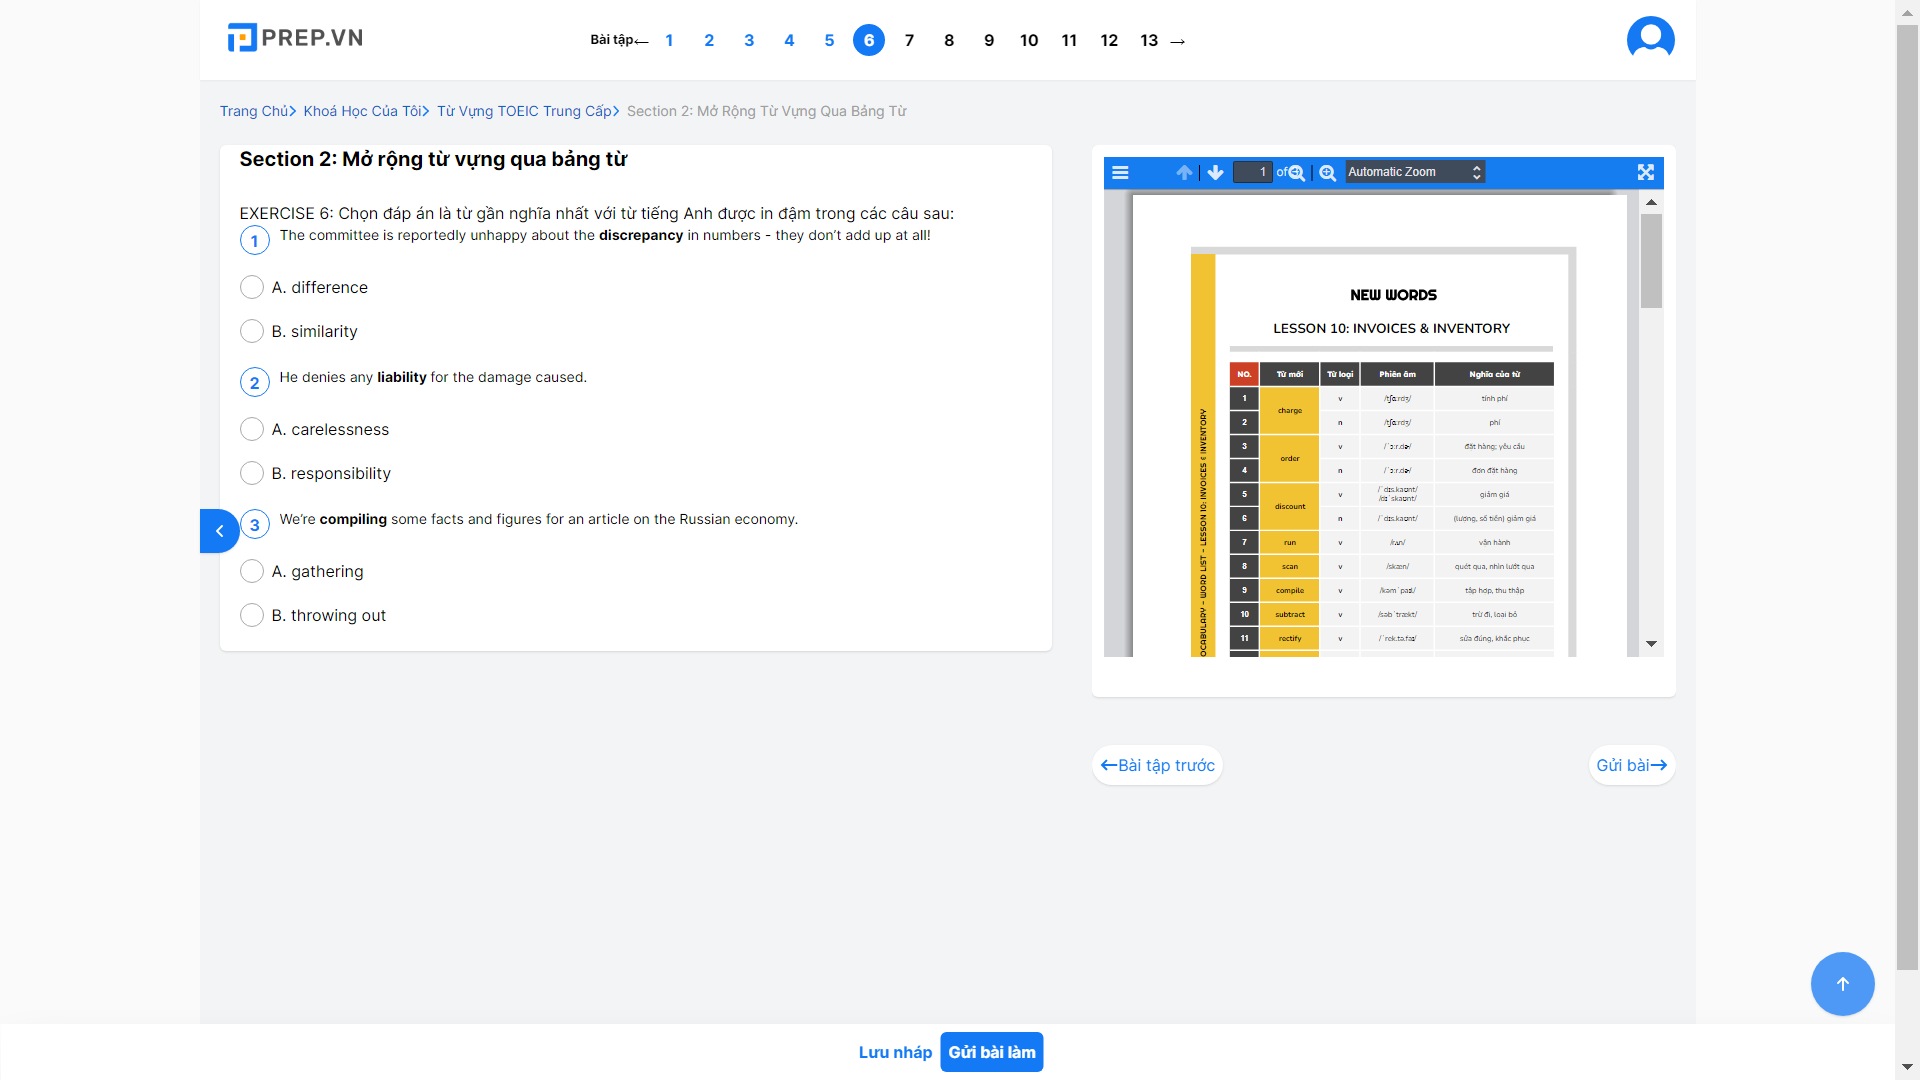 PREP.VN
Bài tập← 1 2 3 4 5 6 7 8 9 10 11 12 13 →
Trang Chủ> Khoá Học Của Tôi> Từ Vựng TOEIC Trung Cấp> Section 2: Mở Rộng Từ Vựng Qua Bảng Từ
Section 2: Mở rộng từ vựng qua bảng từ
EXERCISE 6: Chọn đáp án là từ gần nghĩa nhất với từ tiếng Anh được in đậm trong các câu sau:
1 The committee is reportedly unhappy about the discrepancy in numbers - they don’t add up at all!
A. difference
B. similarity
2 He denies any liability for the damage caused.
A. carelessness
B. responsibility
3 We’re compiling some facts and figures for an article on the Russian economy.
A. gathering
B. throwing out
1 of Automatic Zoom
NEW WORDS
LESSON 10: INVOICES & INVENTORY
OCABULARY - WORD LIST - LESSON 10: INVOICES & INVENTORY
NO. Từ mới Từ loại Phiên âm Nghĩa của từ
1 charge v /tʃɑːrdʒ/ tính phí
2 n /tʃɑːrdʒ/ phí
3 order v /ˈɔːr.dɚ/ đặt hàng; yêu cầu
4 n /ˈɔːr.dɚ/ đơn đặt hàng
5 discount v /ˈdɪs.kaʊnt/ /dɪˈskaʊnt/ giảm giá
6 n /ˈdɪs.kaʊnt/ (lượng, số tiền) giảm giá
7 run v /rʌn/ vận hành
8 scan v /skæn/ quét qua, nhìn lướt qua
9 compile v /kəmˈpaɪl/ tập hợp, thu thập
10 subtract v /səbˈtrækt/ trừ đi, loại bỏ
11 rectify v /ˈrek.tə.faɪ/ sửa đúng, khắc phục
←Bài tập trước
Gửi bài→
Lưu nháp
Gửi bài làm